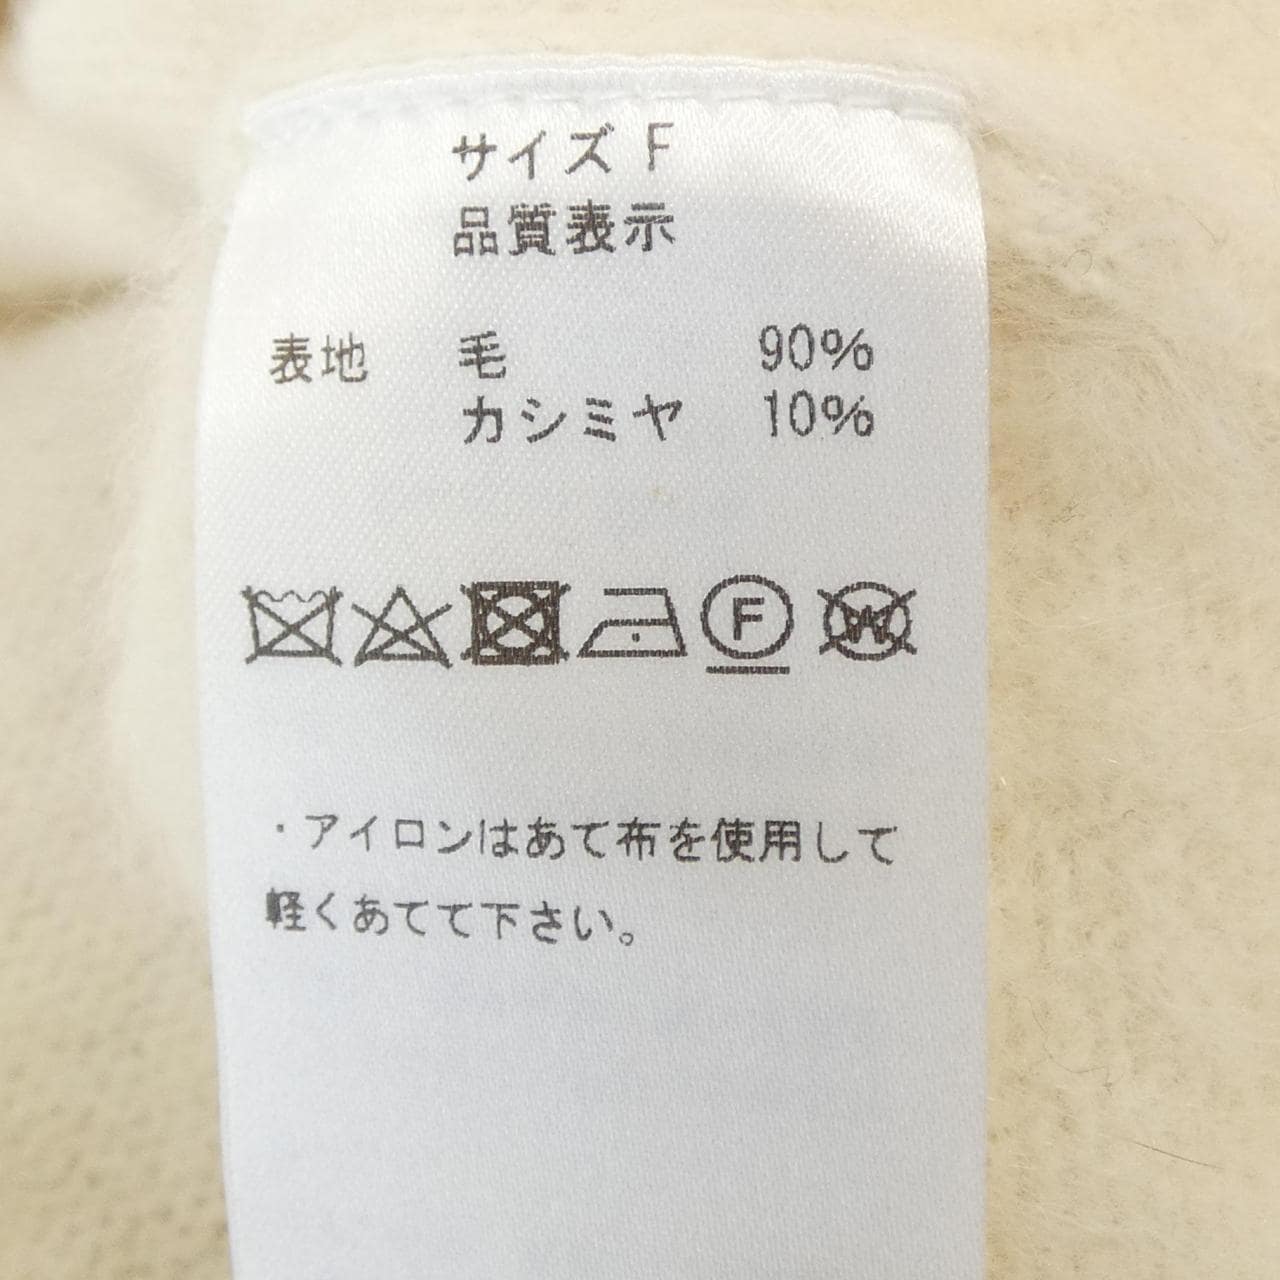 サイズ F
品質表示
表地 毛 90%
カシミヤ 10%
F W
・アイロンはあて布を使用して
軽くあてて下さい。